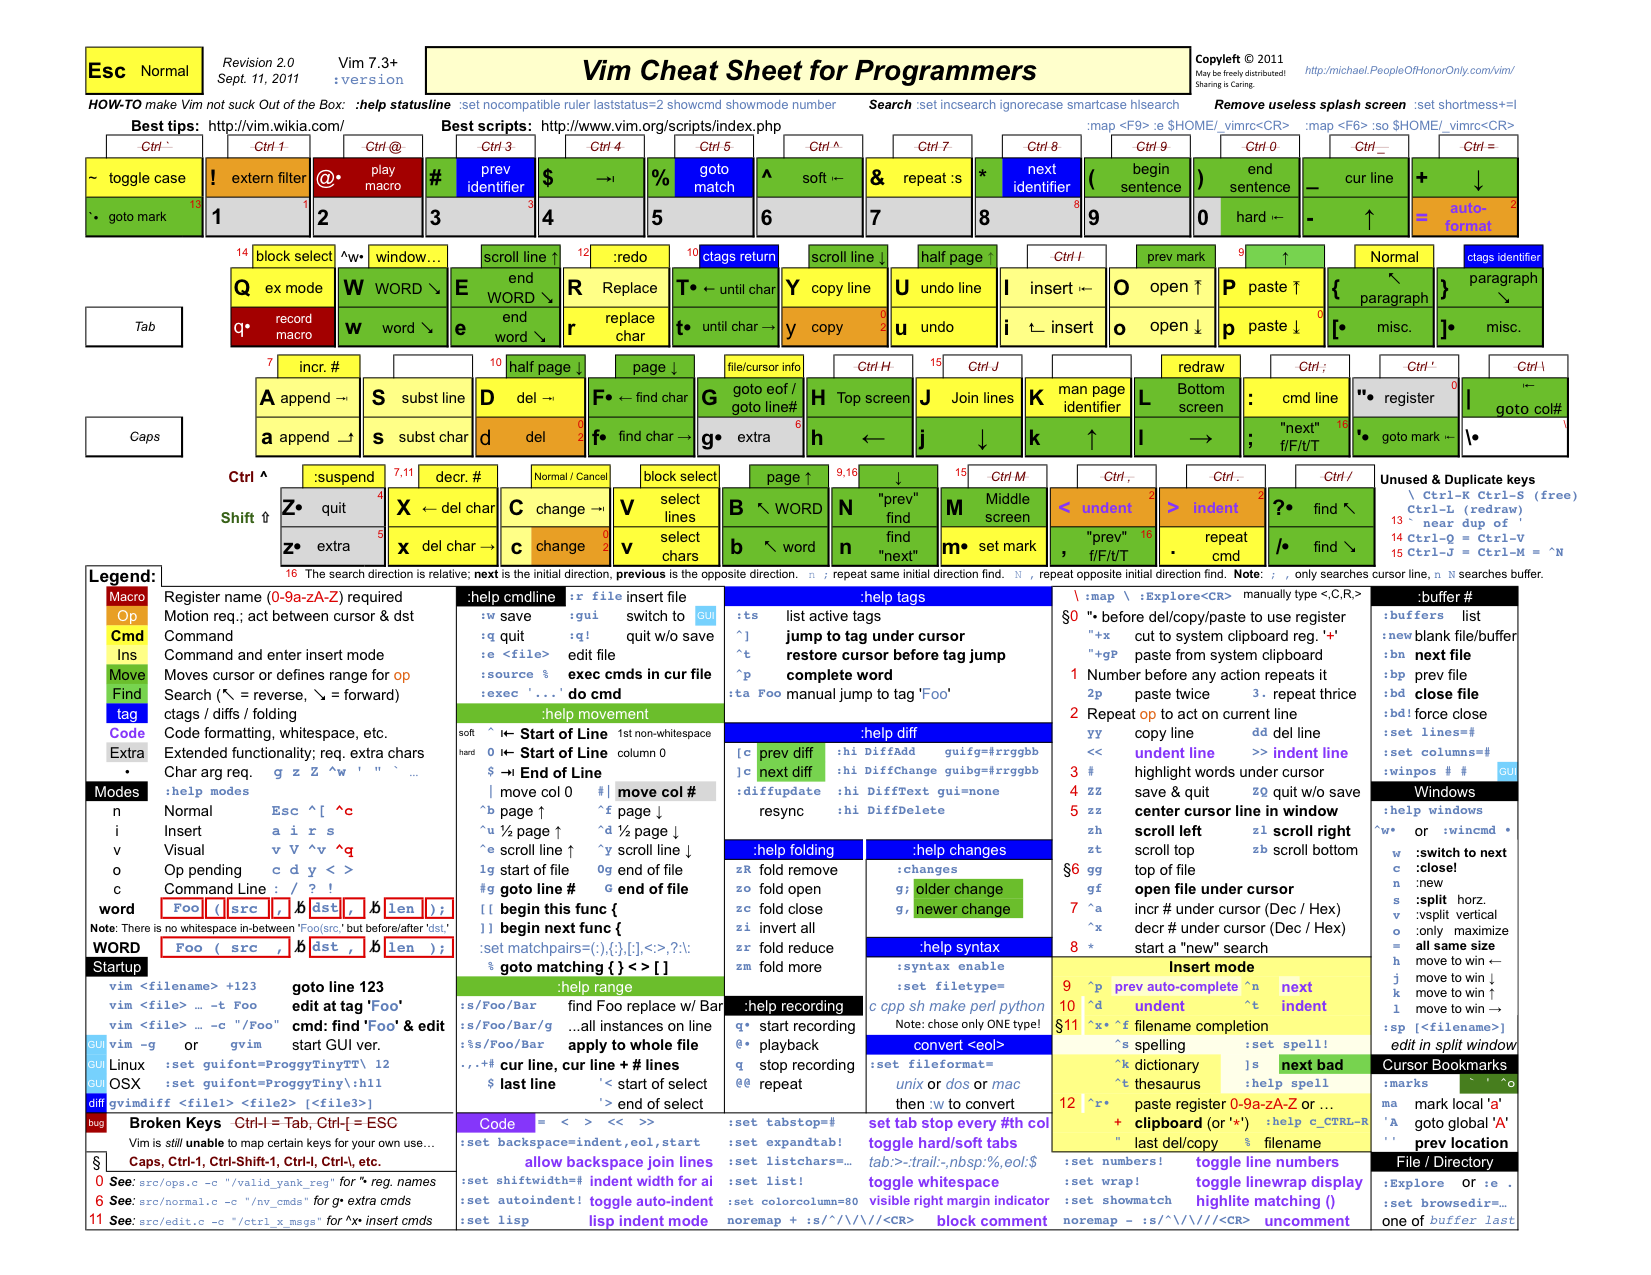 Esc Normal
Revision 2.0
Sept. 11, 2011
Vim 7.3+
:version
Vim Cheat Sheet for Programmers
Copyleft © 2011
May be freely distributed!
Sharing is Caring.
http:/michael.PeopleOfHonorOnly.com/vim/
HOW-TO make Vim not suck Out of the Box: :help statusline :set nocompatible ruler laststatus=2 showcmd showmode number Search :set incsearch ignorecase smartcase hlsearch Remove useless splash screen :set shortmess+=I
Best tips: http://vim.wikia.com/ Best scripts: http://www.vim.org/scripts/index.php :map <F9> :e $HOME/_vimrc<CR> :map <F6> :so $HOME/_vimrc<CR>
Ctrl ` Ctrl 1 Ctrl @ Ctrl 3 Ctrl 4 Ctrl 5 Ctrl ^ Ctrl 7 Ctrl 8 Ctrl 9 Ctrl 0 Ctrl _ Ctrl =
~ toggle case ! extern filter @• play macro # prev identifier $ →ı % goto match ^ soft ı← & repeat :s * next identifier ( begin sentence ) end sentence _ cur line + ↓
`• goto mark 13 1 1 2 3 3 4 5 6 7 8 8 9 0 hard ı← - ↑ = auto-format 2
14 block select ^w• window… scroll line ↑ 12 :redo 10 ctags return scroll line ↓ half page ↑ Ctrl I prev mark 9 ↑ Normal ctags identifier
Q ex mode W WORD ↘ E end WORD ↘ R Replace T• ← until char Y copy line U undo line I insert ı← O open ⤒ P paste ⤒ { ↖ paragraph } paragraph ↘
Tab q• record macro w word ↘ e end word ↘ r replace char t• until char → y copy 0 2 u undo i insert o open ⤓ p paste ⤓ 0 [• misc. ]• misc.
7 incr. # 10 half page ↓ page ↓ file/cursor info Ctrl H 15 Ctrl J redraw Ctrl ; Ctrl ' Ctrl \
A append →ı S subst line D del →ı F• ← find char G goto eof / goto line# H Top screen J Join lines K man page identifier L Bottom screen : cmd line "• register 0 | ı← goto col#
Caps a append s subst char d del 0 2 f• find char → g• extra 6 h ← j ↓ k ↑ l → ; "next" f/F/t/T 16 '• goto mark ı← \• \
Ctrl ^ :suspend 7,11 decr. # Normal / Cancel block select page ↑ 9,16 ↓ 15 Ctrl M Ctrl , Ctrl . Ctrl /
Shift ⇧ Z• quit 4 X ← del char C change →ı V select lines B ↖ WORD N "prev" find M Middle screen < undent 2 > indent 2 ?• find ↖
z• extra 5 x del char → c change 0 2 v select chars b ↖ word n find "next" m• set mark , "prev" f/F/t/T 16 . repeat cmd /• find ↘
Unused & Duplicate keys
\ Ctrl-K Ctrl-S (free)
Ctrl-L (redraw)
13 ` near dup of '
14 Ctrl-Q = Ctrl-V
15 Ctrl-J = Ctrl-M = ^N
16 The search direction is relative; next is the initial direction, previous is the opposite direction. n ; repeat same initial direction find. N , repeat opposite initial direction find. Note: ; , only searches cursor line, n N searches buffer.
Legend:
Macro Register name (0-9a-zA-Z) required
Op Motion req.; act between cursor & dst
Cmd Command
Ins Command and enter insert mode
Move Moves cursor or defines range for op
Find Search (↖ = reverse, ↘ = forward)
tag ctags / diffs / folding
Code Code formatting, whitespace, etc.
Extra Extended functionality; req. extra chars
• Char arg req. g z Z ^w ' " ` …
Modes :help modes
n Normal Esc ^[ ^c
i Insert a i r s
v Visual v V ^v ^q
o Op pending c d y < >
c Command Line : / ? !
word Foo ( src , b dst , b len );
Note: There is no whitespace in-between 'Foo(src,' but before/after 'dst,'
WORD Foo ( src , b dst , b len );
Startup
vim <filename> +123 goto line 123
vim <file> … -t Foo edit at tag 'Foo'
vim <file> … -c "/Foo" cmd: find 'Foo' & edit
GUI vim -g or gvim start GUI ver.
GUI Linux :set guifont=ProggyTinyTT\ 12
GUI OSX :set guifont=ProggyTiny\:h11
diff gvimdiff <file1> <file2> [<file3>]
bug Broken Keys Ctrl-I = Tab, Ctrl-[ = ESC
Vim is still unable to map certain keys for your own use…
§ Caps, Ctrl-1, Ctrl-Shift-1, Ctrl-I, Ctrl-\, etc.
0 See: src/ops.c -c "/valid_yank_reg" for "• reg. names
6 See: src/normal.c -c "/nv_cmds" for g• extra cmds
11 See: src/edit.c -c "/ctrl_x_msgs" for ^x• insert cmds
:help cmdline :r file insert file
:w save :gui switch to GUI
:q quit :q! quit w/o save
:e <file> edit file
:source % exec cmds in cur file
:exec '...' do cmd
:help movement
soft ^ ı← Start of Line 1st non-whitespace
hard 0 ı← Start of Line column 0
$ →ı End of Line
| move col 0 #| move col #
^b page ↑ ^f page ↓
^u ½ page ↑ ^d ½ page ↓
^e scroll line ↑ ^y scroll line ↓
1g start of file 0g end of file
#g goto line # G end of file
[[ begin this func {
]] begin next func {
:set matchpairs=(:),{:},[:],<:>,?:\:
% goto matching { } < > [ ]
:help range
:s/Foo/Bar find Foo replace w/ Bar
:s/Foo/Bar/g ...all instances on line
:%s/Foo/Bar apply to whole file
.,.+# cur line, cur line + # lines
$ last line '< start of select
'> end of select
:help tags
:ts list active tags
^] jump to tag under cursor
^t restore cursor before tag jump
^p complete word
:ta Foo manual jump to tag 'Foo'
:help diff
[c prev diff :hi DiffAdd guifg=#rrggbb
]c next diff :hi DiffChange guibg=#rrggbb
:diffupdate :hi DiffText gui=none
resync :hi DiffDelete
:help folding
zR fold remove
zo fold open
zc fold close
zi invert all
zr fold reduce
zm fold more
:help recording
q• start recording
@• playback
q stop recording
@@ repeat
:help changes
:changes
g; older change
g, newer change
:help syntax
:syntax enable
:set filetype=
c cpp sh make perl python
Note: chose only ONE type!
convert <eol>
:set fileformat=
unix or dos or mac
then :w to convert
\ :map \ :Explore<CR> manually type <,C,R,>
§0 "• before del/copy/paste to use register
"+x cut to system clipboard reg. '+'
"+gP paste from system clipboard
1 Number before any action repeats it
2p paste twice 3. repeat thrice
2 Repeat op to act on current line
yy copy line dd del line
<< undent line >> indent line
3 # highlight words under cursor
4 ZZ save & quit ZQ quit w/o save
5 zz center cursor line in window
zh scroll left zl scroll right
zt scroll top zb scroll bottom
§6 gg top of file
gf open file under cursor
7 ^a incr # under cursor (Dec / Hex)
^x decr # under cursor (Dec / Hex)
8 * start a "new" search
Insert mode
9 ^p prev auto-complete ^n next
10 ^d undent ^t indent
§11 ^x• ^f filename completion
^s spelling :set spell!
^k dictionary ]s next bad
^t thesaurus :help spell
12 ^r• paste register 0-9a-zA-Z or …
+ clipboard (or '*') :help c_CTRL-R
" last del/copy % filename
:buffer #
:buffers list
:new blank file/buffer
:bn next file
:bp prev file
:bd close file
:bd! force close
:set lines=#
:set columns=#
:winpos # # GUI
Windows
:help windows
^w• or :wincmd •
w :switch to next
c :close!
n :new
s :split horz.
v :vsplit vertical
o :only maximize
= all same size
h move to win ←
j move to win ↓
k move to win ↑
l move to win →
:sp [<filename>]
edit in split window
Cursor Bookmarks
:marks ` ' ^o
ma mark local 'a'
'A goto global 'A'
'' prev location
File / Directory
:Explore or :e .
:set browsedir=…
one of buffer last
Code = < > << >>
:set backspace=indent,eol,start
allow backspace join lines
:set shiftwidth=# indent width for ai
:set autoindent! toggle auto-indent
:set lisp lisp indent mode
:set tabstop=# set tab stop every #th col
:set expandtab! toggle hard/soft tabs
:set listchars=… tab:>-:trail:-,nbsp:%,eol:$
:set list! toggle whitespace
:set colorcolumn=80 visible right margin indicator
noremap + :s/^/\/\//<CR> block comment
:set numbers! toggle line numbers
:set wrap! toggle linewrap display
:set showmatch highlite matching ()
noremap - :s/^\/\///<CR> uncomment